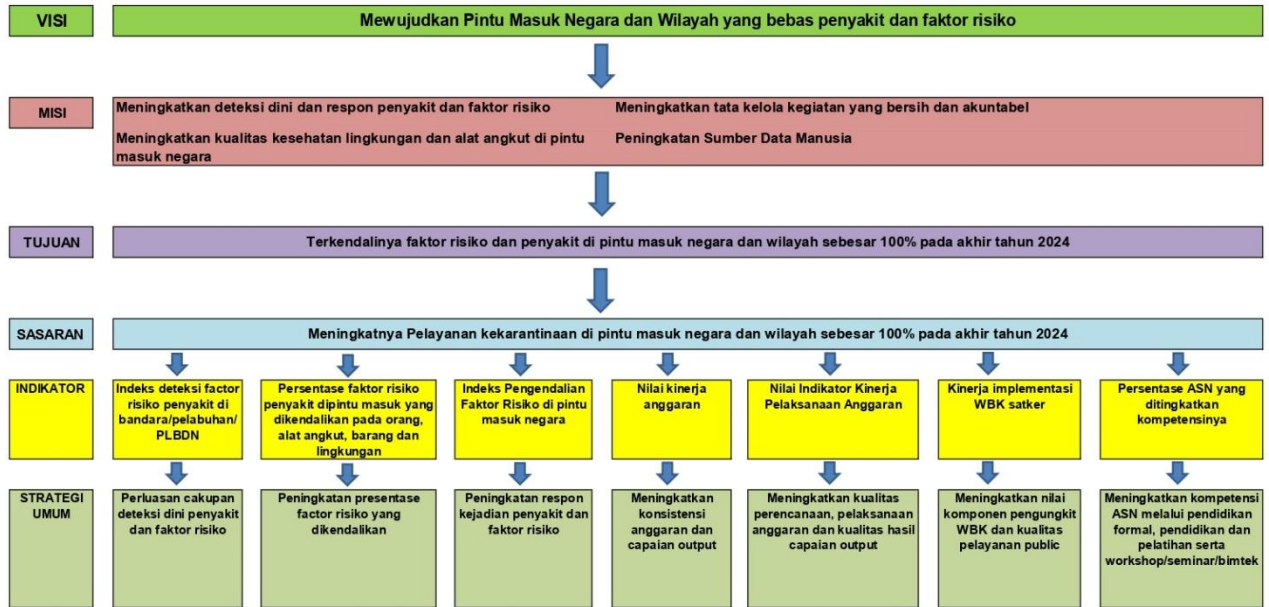 VISI
Mewujudkan Pintu Masuk Negara dan Wilayah yang bebas penyakit dan faktor risiko
MISI
Meningkatkan deteksi dini dan respon penyakit dan faktor risiko
Meningkatkan kualitas kesehatan lingkungan dan alat angkut di pintu
masuk negara
Meningkatkan tata kelola kegiatan yang bersih dan akuntabel
Peningkatan Sumber Data Manusia
TUJUAN
Terkendalinya faktor risiko dan penyakit di pintu masuk negara dan wilayah sebesar 100% pada akhir tahun 2024
SASARAN
Meningkatnya Pelayanan kekarantinaan di pintu masuk negara dan wilayah sebesar 100% pada akhir tahun 2024
INDIKATOR
Indeks deteksi factor
risiko penyakit di
bandara/pelabuhan/
PLBDN
Persentase faktor risiko
penyakit dipintu masuk yang
dikendalikan pada orang,
alat angkut, barang dan
lingkungan
Indeks Pengendalian
Faktor Risiko di pintu
masuk negara
Nilai kinerja
anggaran
Nilai Indikator Kinerja
Pelaksanaan Anggaran
Kinerja implementasi
WBK satker
Persentase ASN yang
ditingkatkan
kompetensinya
STRATEGI
UMUM
Perluasan cakupan
deteksi dini penyakit
dan faktor risiko
Peningkatan presentase
factor risiko yang
dikendalikan
Peningkatan respon
kejadian penyakit dan
faktor risiko
Meningkatkan
konsistensi
anggaran dan
capaian output
Meningkatkan kualitas
perencanaan, pelaksanaan
anggaran dan kualitas hasil
capaian output
Meningkatkan nilai
komponen pengungkit
WBK dan kualitas
pelayanan public
Meningkatkan kompetensi
ASN melalui pendidikan
formal, pendidikan dan
pelatihan serta
workshop/seminar/bimtek